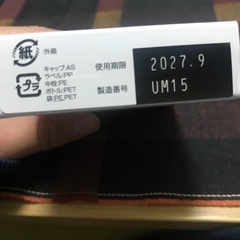 紙 外箱
プラ
キャップ:AS
ラベル:PP
中栓:PE
ボトル:PET
袋:PE,PET
使用期限 2027.9
製造番号 UM15